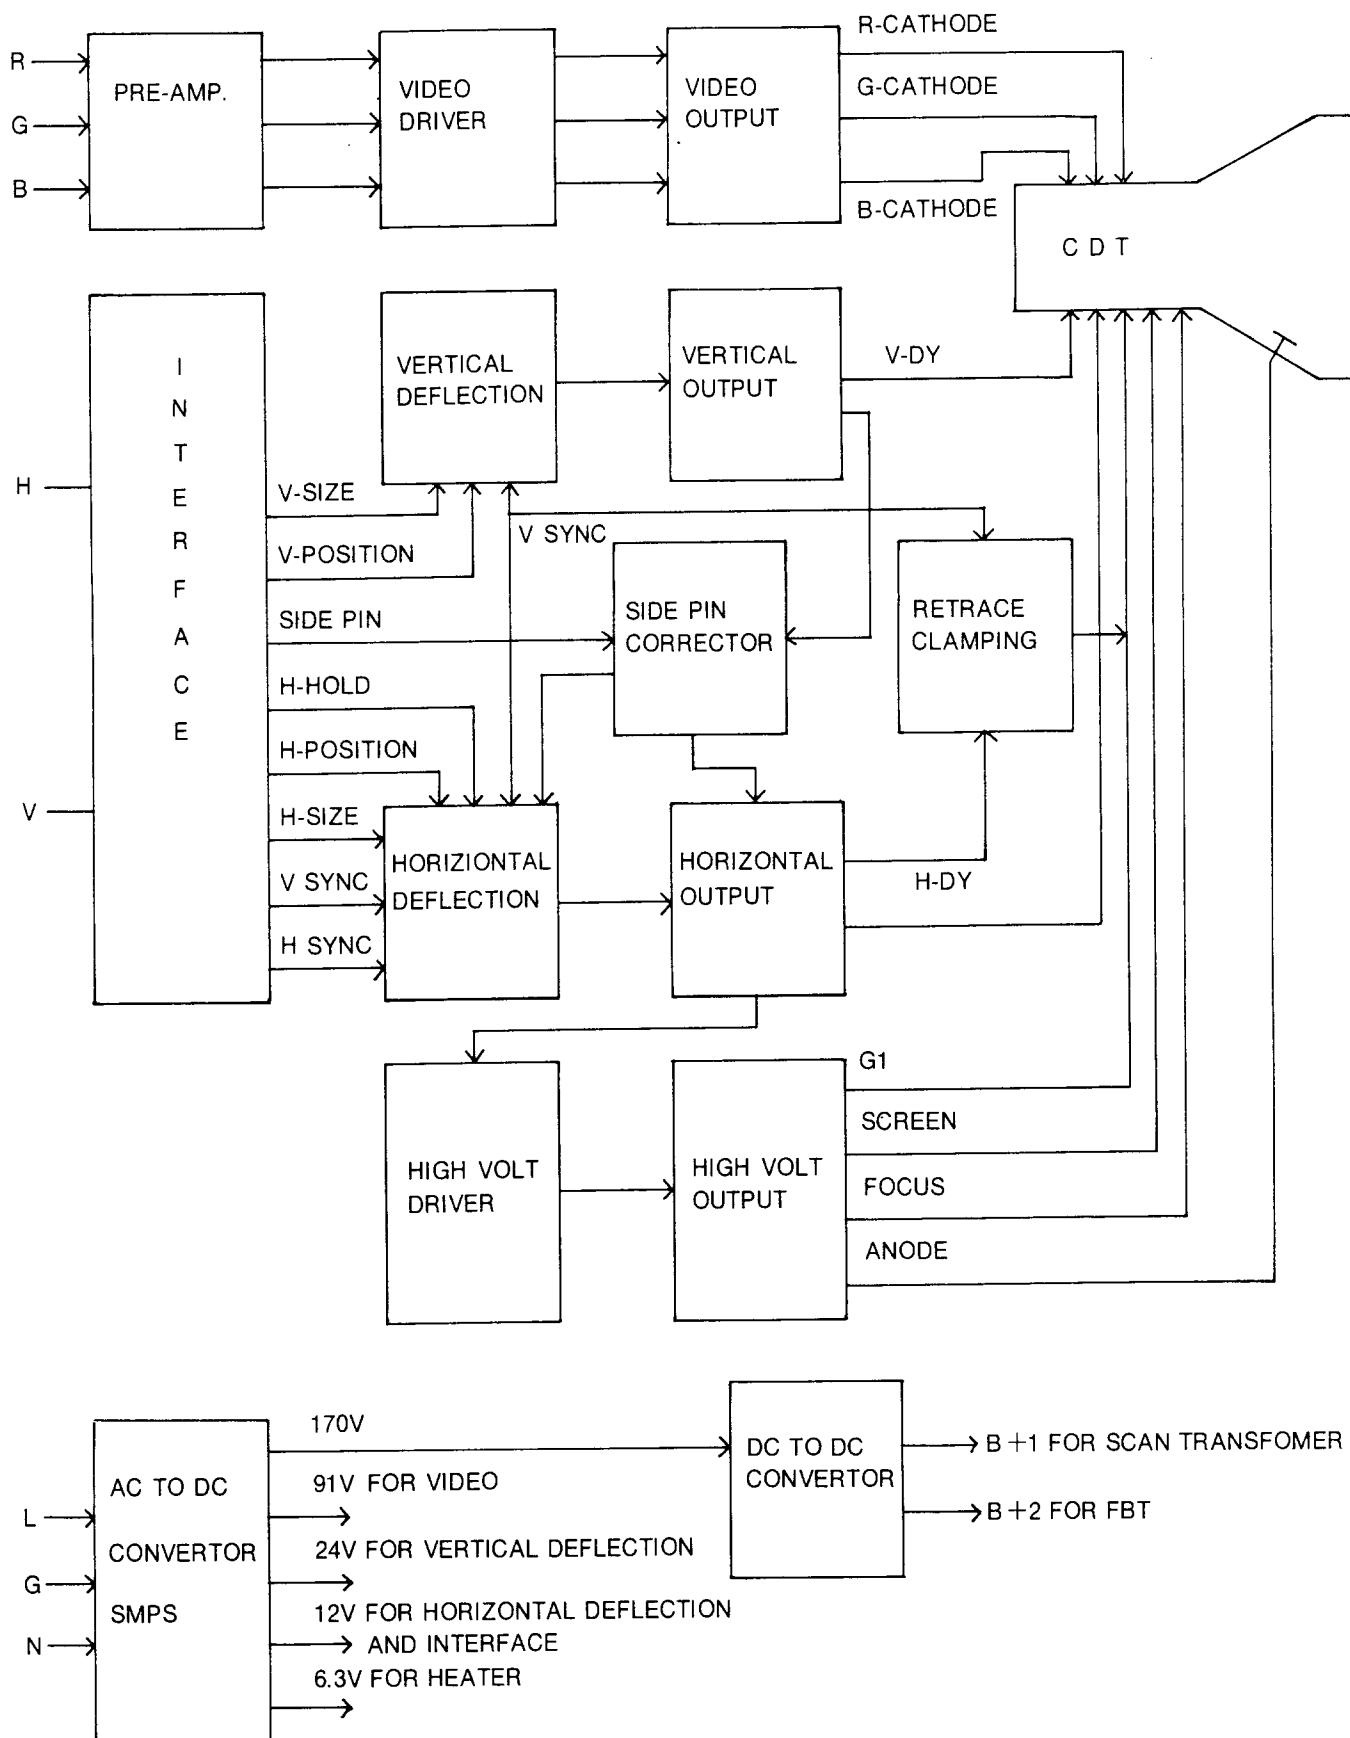 R
G
B
PRE-AMP.
VIDEO
DRIVER
VIDEO
OUTPUT
R-CATHODE
G-CATHODE
B-CATHODE
C D T
H
V
I
N
T
E
R
F
A
C
E
VERTICAL
DEFLECTION
VERTICAL
OUTPUT
V-DY
V-SIZE
V-POSITION
SIDE PIN
H-HOLD
H-POSITION
H-SIZE
V SYNC
H SYNC
V SYNC
SIDE PIN
CORRECTOR
RETRACE
CLAMPING
HORIZIONTAL
DEFLECTION
HORIZONTAL
OUTPUT
H-DY
HIGH VOLT
DRIVER
HIGH VOLT
OUTPUT
G1
SCREEN
FOCUS
ANODE
L
G
N
AC TO DC
CONVERTOR
SMPS
170V
91V FOR VIDEO
24V FOR VERTICAL DEFLECTION
12V FOR HORIZONTAL DEFLECTION
AND INTERFACE
6.3V FOR HEATER
DC TO DC
CONVERTOR
B+1 FOR SCAN TRANSFOMER
B+2 FOR FBT